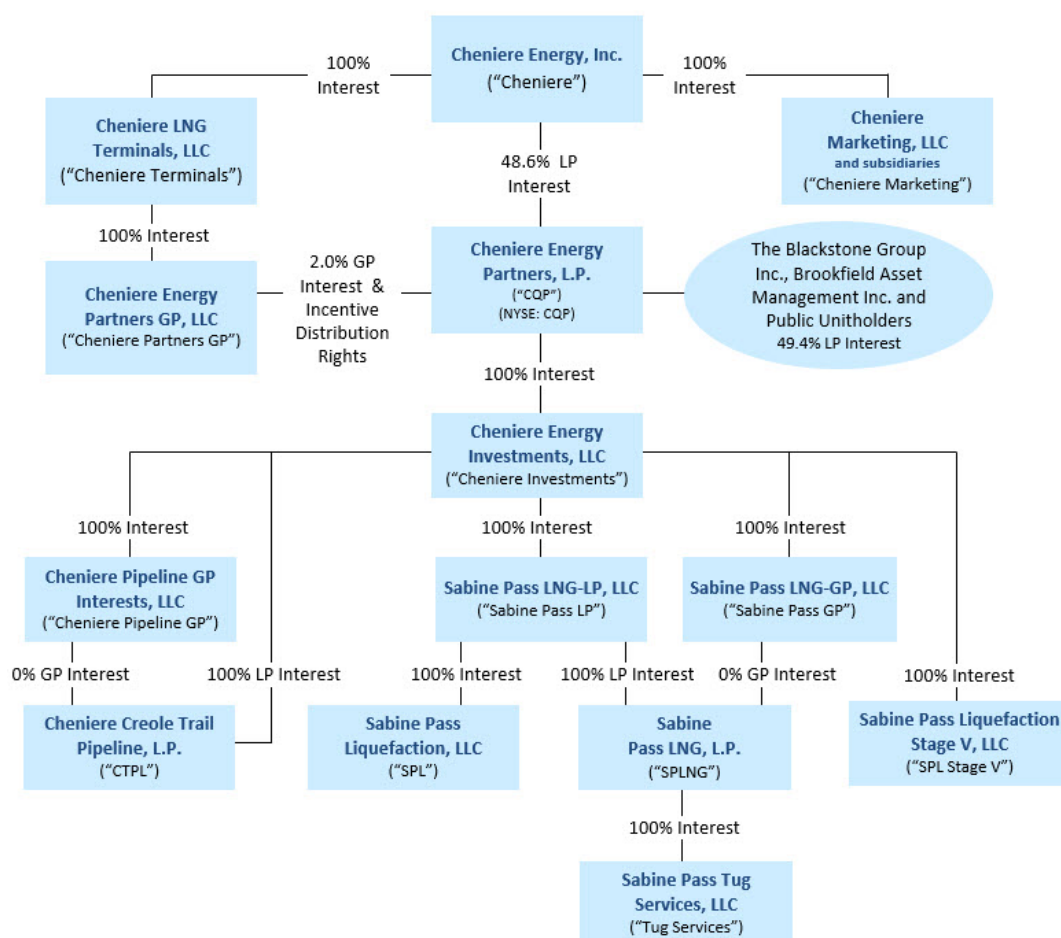 Cheniere Energy, Inc.
("Cheniere")
100%
Interest
100%
Interest
Cheniere LNG
Terminals, LLC
("Cheniere Terminals")
48.6% LP
Interest
Cheniere
Marketing, LLC
and subsidiaries
("Cheniere Marketing")
100% Interest
Cheniere Energy
Partners GP, LLC
("Cheniere Partners GP")
2.0% GP
Interest &
Incentive
Distribution
Rights
Cheniere Energy
Partners, L.P.
("CQP")
(NYSE: CQP)
The Blackstone Group
Inc., Brookfield Asset
Management Inc. and
Public Unitholders
49.4% LP Interest
100% Interest
Cheniere Energy
Investments, LLC
("Cheniere Investments")
100% Interest
100% Interest
100% Interest
Cheniere Pipeline GP
Interests, LLC
("Cheniere Pipeline GP")
Sabine Pass LNG-LP, LLC
("Sabine Pass LP")
Sabine Pass LNG-GP, LLC
("Sabine Pass GP")
0% GP Interest
100% LP Interest
100% Interest
100% LP Interest
0% GP Interest
100% Interest
Cheniere Creole Trail
Pipeline, L.P.
("CTPL")
Sabine Pass
Liquefaction, LLC
("SPL")
Sabine
Pass LNG, L.P.
("SPLNG")
Sabine Pass Liquefaction
Stage V, LLC
("SPL Stage V")
100% Interest
Sabine Pass Tug
Services, LLC
("Tug Services")